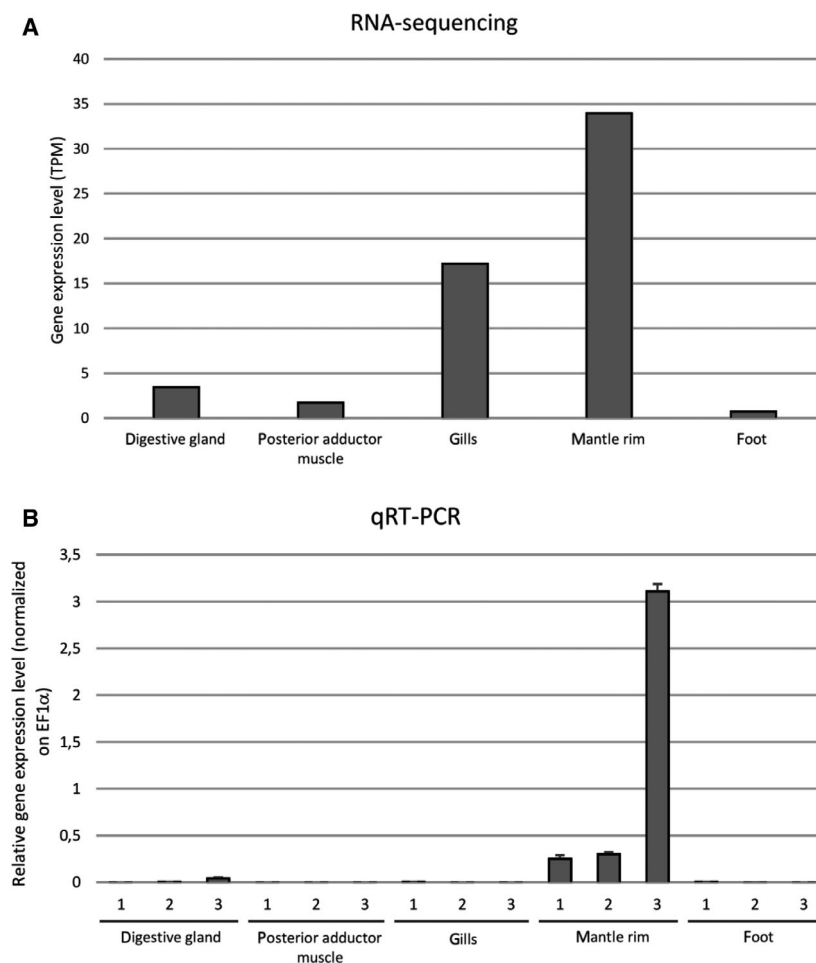 A
RNA-sequencing
Gene expression level (TPM)
40
35
30
25
20
15
10
5
0
Digestive gland
Posterior adductor
muscle
Gills
Mantle rim
Foot
B
qRT-PCR
Relative gene expression level (normalized
on EF1α)
3,5
3
2,5
2
1,5
1
0,5
0
1 2 3 1 2 3 1 2 3 1 2 3 1 2 3
Digestive gland
Posterior adductor
muscle
Gills
Mantle rim
Foot